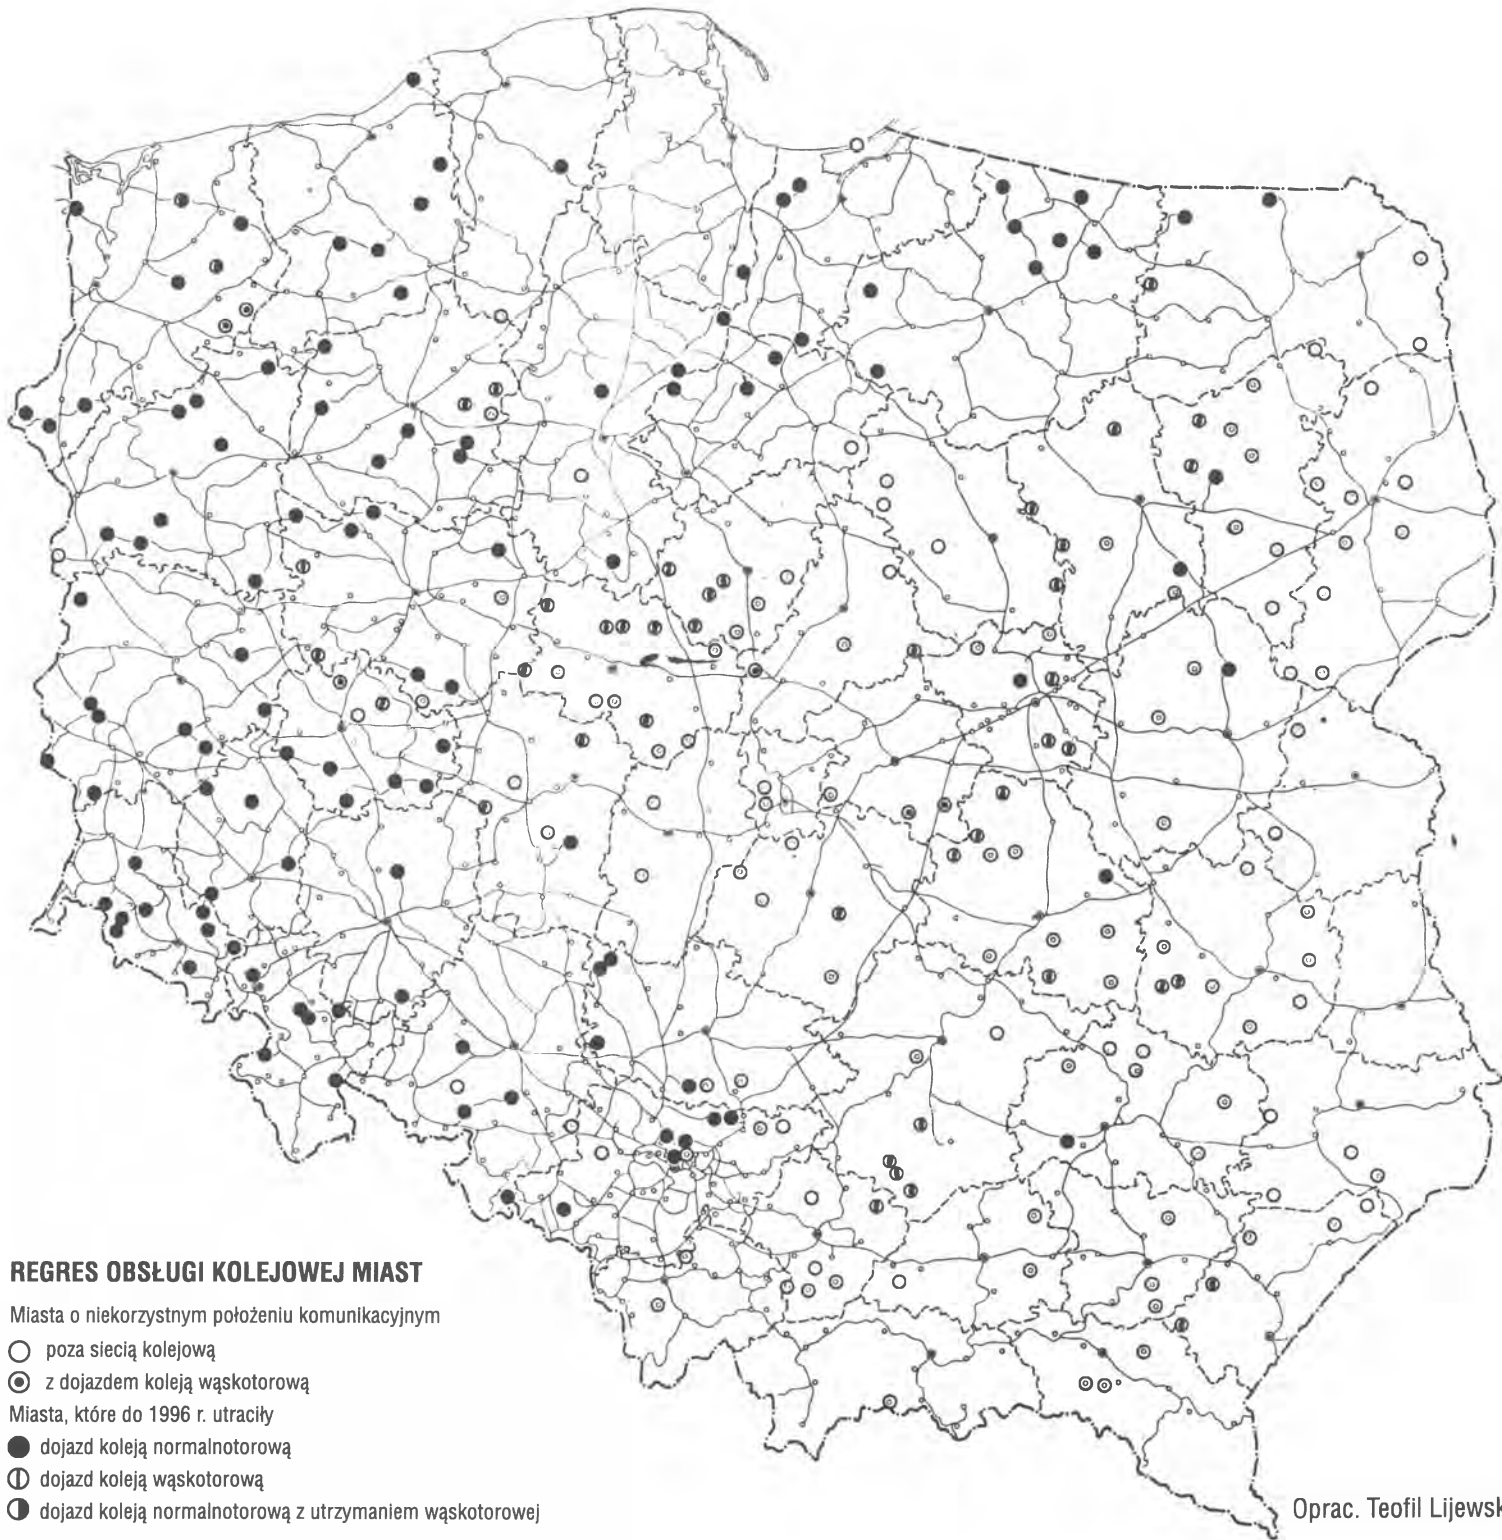 REGRES OBSŁUGI KOLEJOWEJ MIAST
Miasta o niekorzystnym położeniu komunikacyjnym
poza siecią kolejową
z dojazdem koleją wąskotorową
Miasta, które do 1996 r. utraciły
dojazd koleją normalnotorową
dojazd koleją wąskotorową
dojazd koleją normalnotorową z utrzymaniem wąskotorowej
Oprac. Teofil Lijewsk